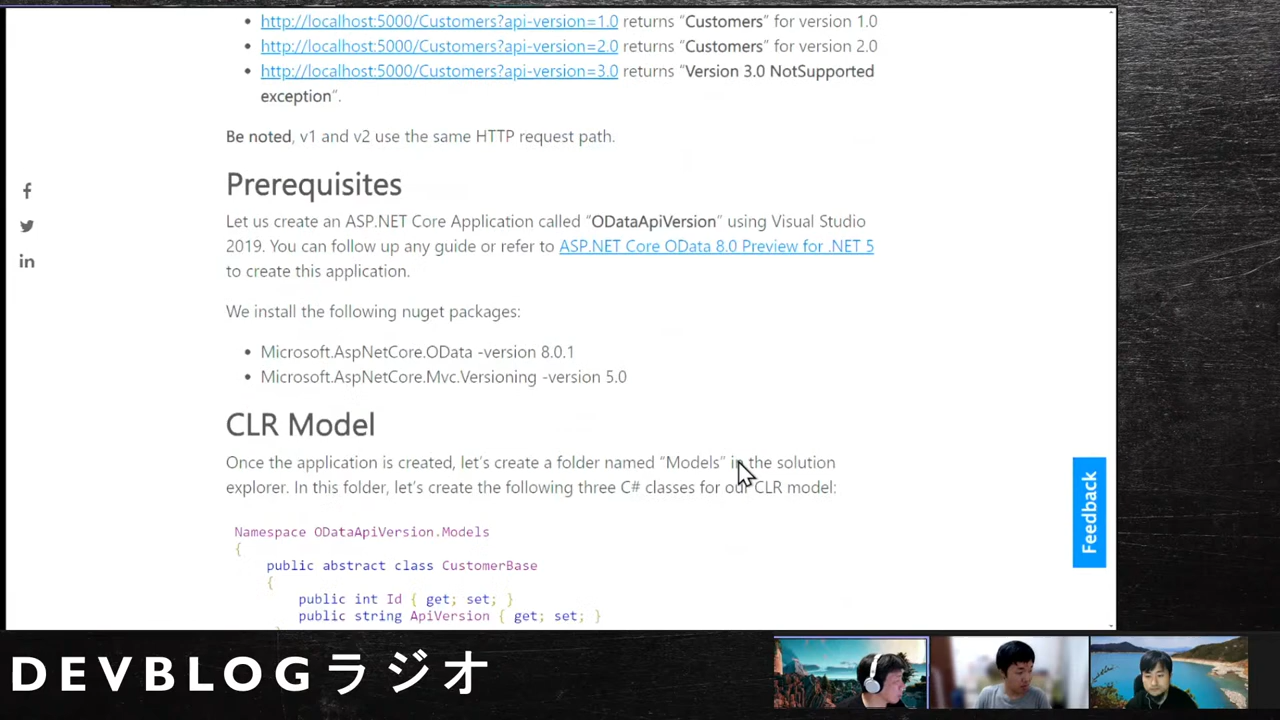 • http://localhost:5000/Customers?api-version=1.0 returns “Customers” for version 1.0
• http://localhost:5000/Customers?api-version=2.0 returns “Customers” for version 2.0
• http://localhost:5000/Customers?api-version=3.0 returns “Version 3.0 NotSupported
exception”.
Be noted, v1 and v2 use the same HTTP request path.
Prerequisites
Let us create an ASP.NET Core Application called “ODataApiVersion” using Visual Studio
2019. You can follow up any guide or refer to ASP.NET Core OData 8.0 Preview for .NET 5
to create this application.
We install the following nuget packages:
• Microsoft.AspNetCore.OData -version 8.0.1
• Microsoft.AspNetCore.Mvc.Versioning -version 5.0
CLR Model
Once the application is created, let’s create a folder named “Models” in the solution
explorer. In this folder, let’s create the following three C# classes for our CLR model:
Namespace ODataApiVersion.Models
{
public abstract class CustomerBase
{
public int Id { get; set; }
public string ApiVersion { get; set; }
Feedback
DEVBLOGラジオ